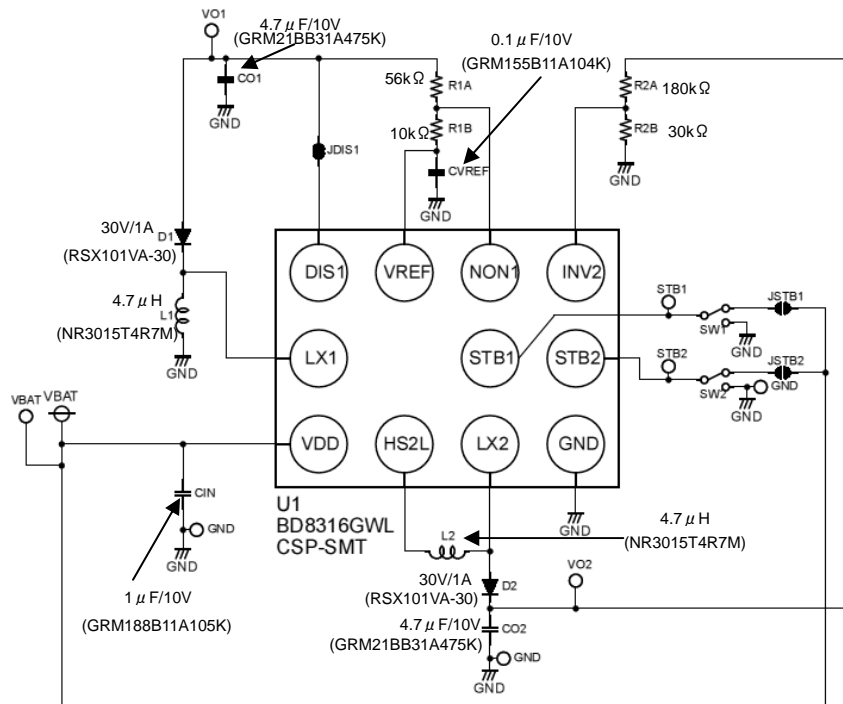 VO1
4.7μF/10V
(GRM21BB31A475K)
CO1
GND
0.1μF/10V
(GRM155B11A104K)
56kΩ
R1A
10kΩ
R1B
CVREF
GND
R2A
180kΩ
R2B
30kΩ
GND
JDIS1
30V/1A
D1
(RSX101VA-30)
4.7μH
L1
(NR3015T4R7M)
GND
DIS1
VREF
NON1
INV2
LX1
STB1
STB2
VDD
HS2L
LX2
GND
STB1
SW1
JSTB1
GND
STB2
SW2
JSTB2
GND
GND
VBAT
VBAT
CIN
GND
GND
1μF/10V
(GRM188B11A105K)
U1
BD8316GWL
CSP-SMT
GND
L2
4.7μH
(NR3015T4R7M)
30V/1A
D2
(RSX101VA-30)
VO2
4.7μF/10V
CO2
(GRM21BB31A475K)
GND
GND